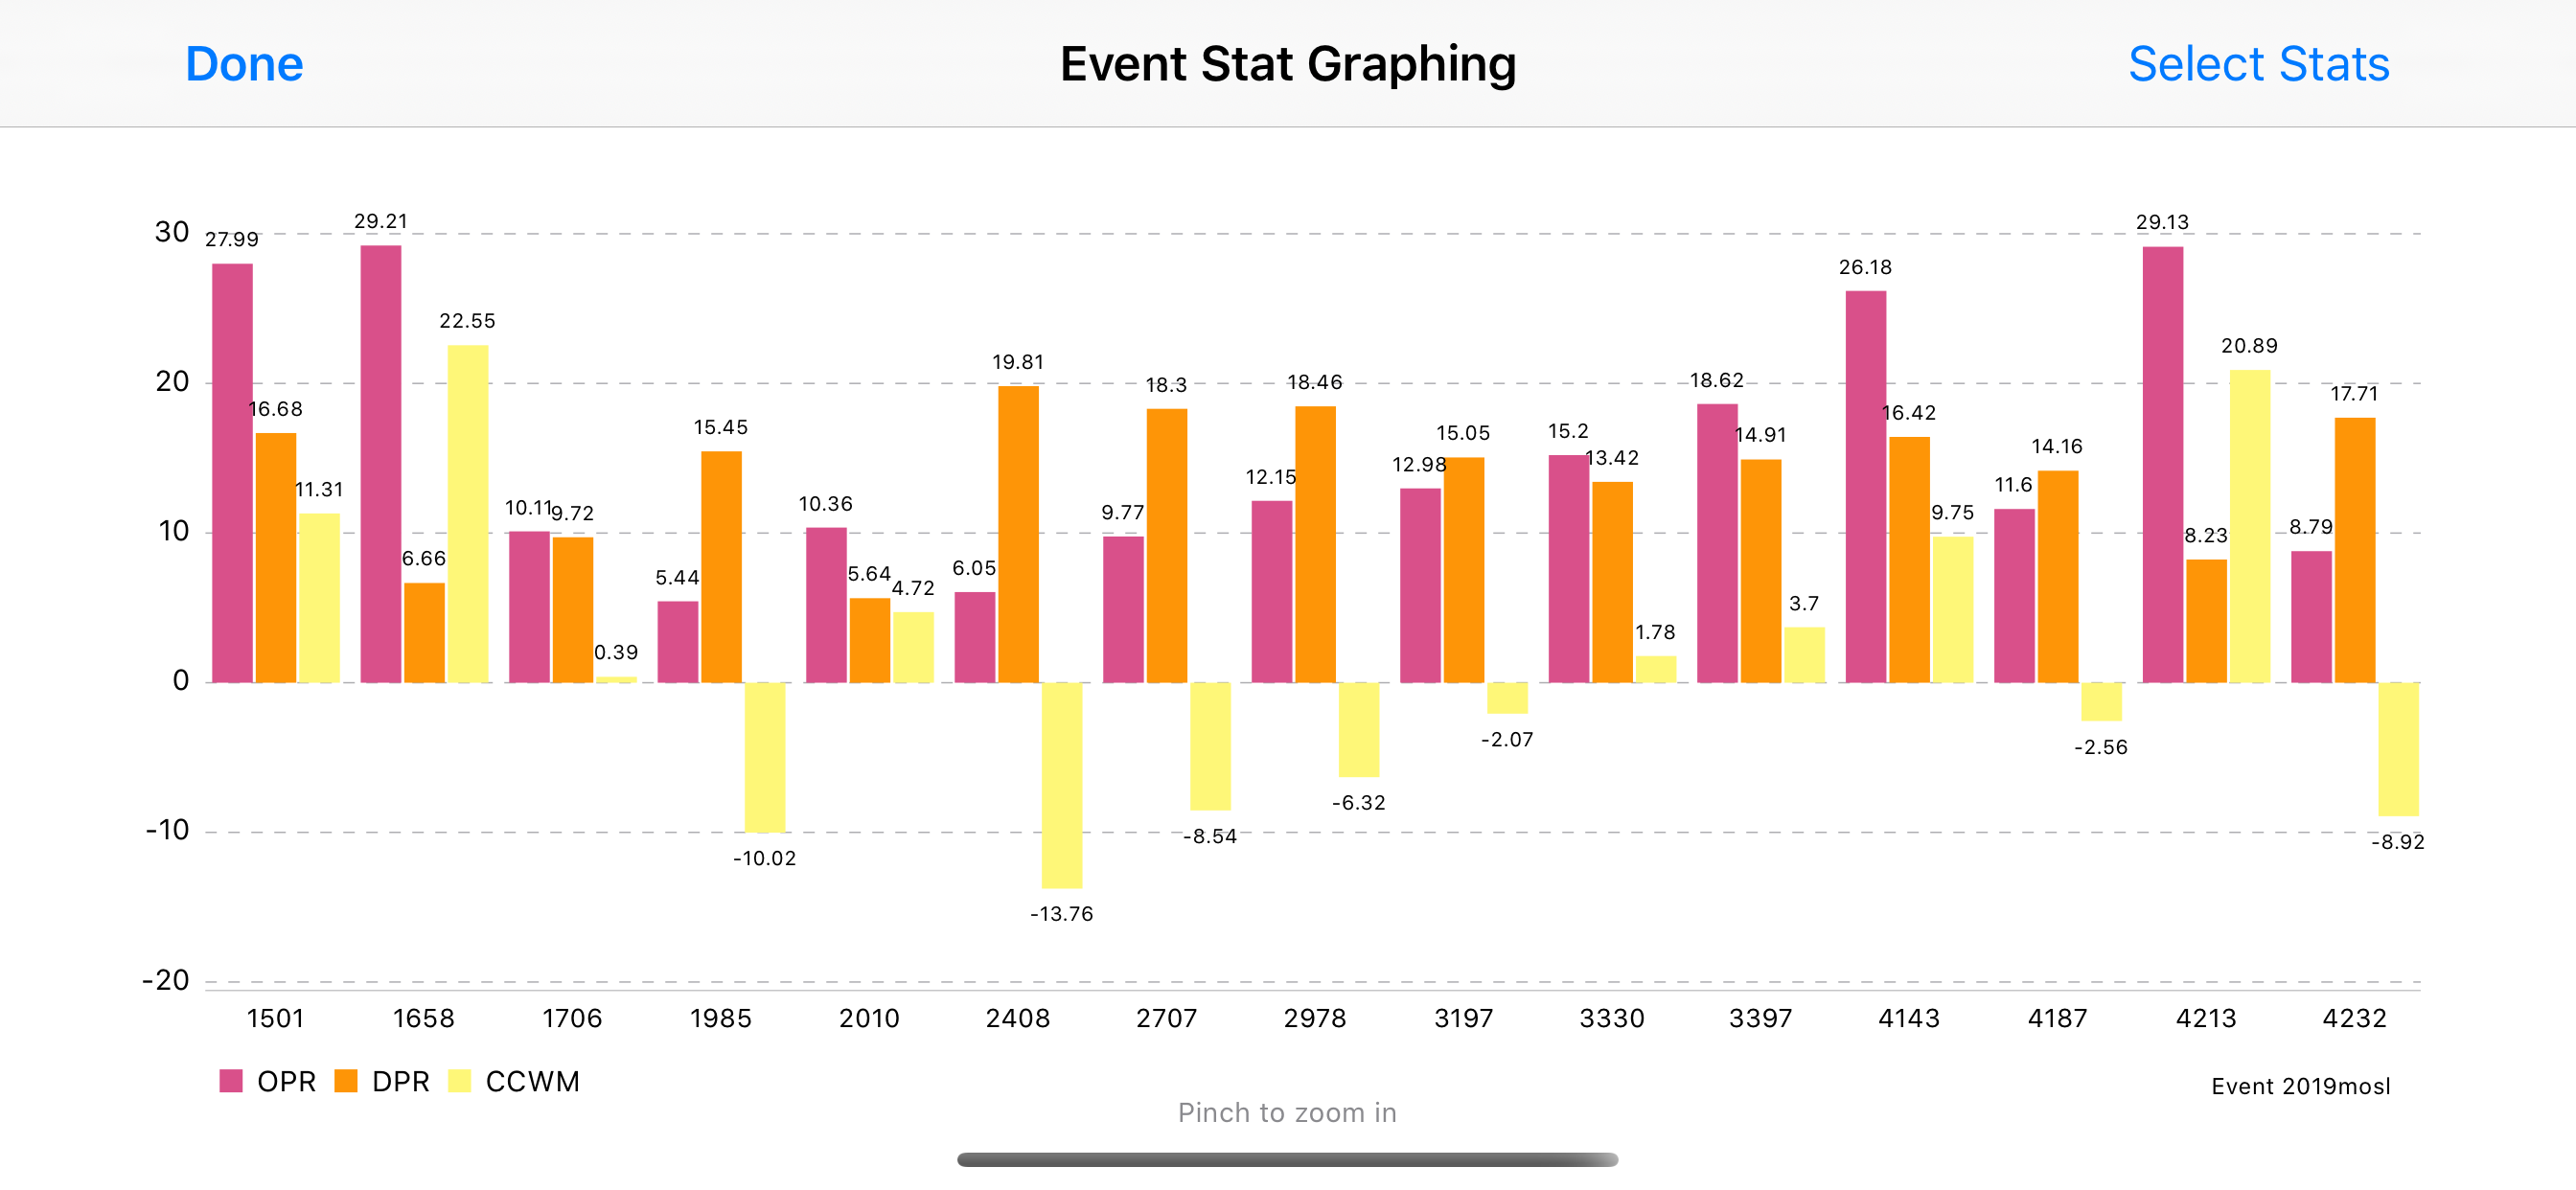 Done Event Stat Graphing Select Stats
30 27.99 29.21 29.13
26.18
22.55
20 16.68 15.45 19.81 18.3 18.46 15.05 15.2 13.42 18.62 14.91 16.42 14.16 20.89 17.71
11.31 10.11 9.72 10.36 9.77 12.15 12.98 11.6
10 6.66 5.44 5.64 4.72 6.05 9.75 8.23 8.79
0.39 1.78 3.7
0
-2.07 -2.56
-10 -10.02 -8.54 -6.32 -8.92
-13.76
-20
1501 1658 1706 1985 2010 2408 2707 2978 3197 3330 3397 4143 4187 4213 4232
OPR DPR CCWM
Event 2019mosl
Pinch to zoom in